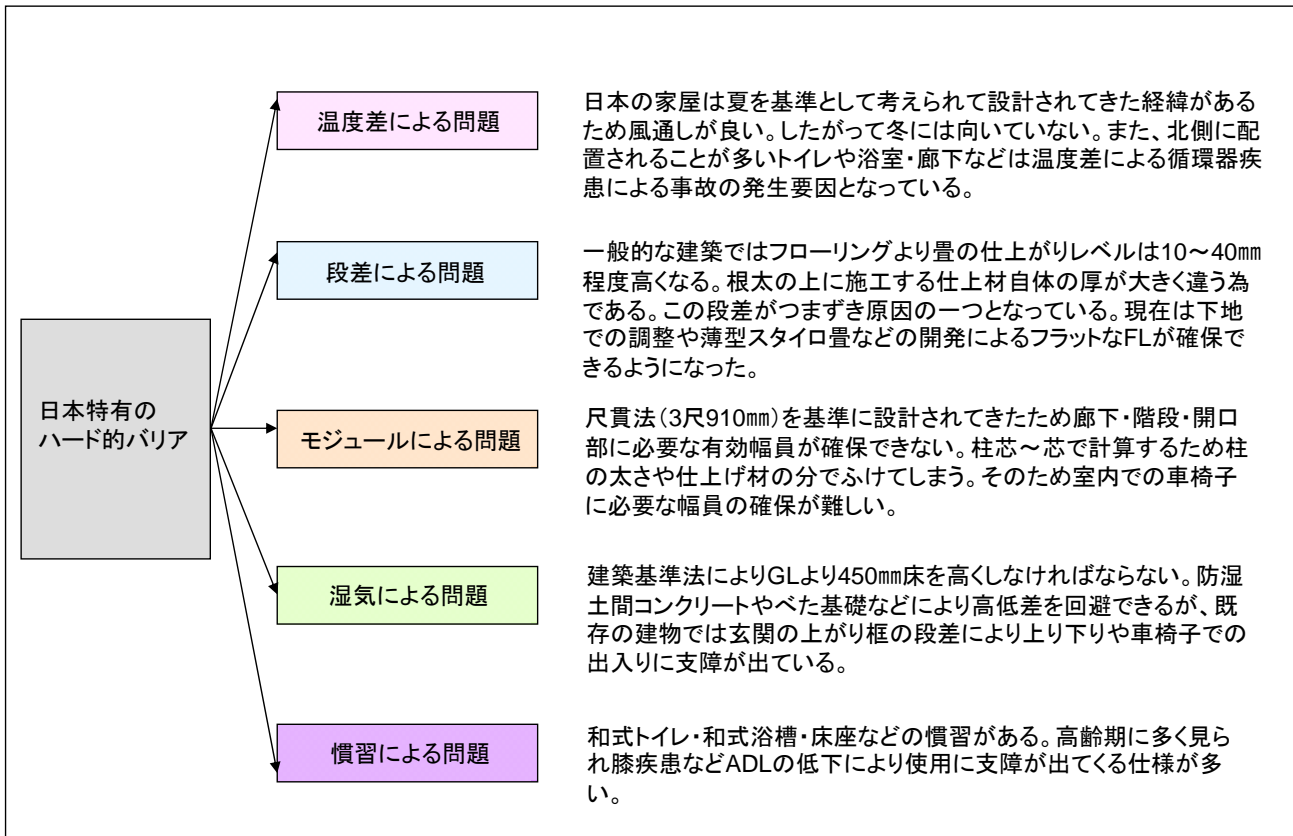 日本特有の
ハード的バリア
温度差による問題
日本の家屋は夏を基準として考えられて設計されてきた経緯がある
ため風通しが良い。したがって冬には向いていない。また、北側に配
置されることが多いトイレや浴室・廊下などは温度差による循環器疾
患による事故の発生要因となっている。
段差による問題
一般的な建築ではフローリングより畳の仕上がりレベルは10～40㎜
程度高くなる。根太の上に施工する仕上材自体の厚が大きく違う為
である。この段差がつまずき原因の一つとなっている。現在は下地
での調整や薄型スタイロ畳などの開発によるフラットなFLが確保で
きるようになった。
モジュールによる問題
尺貫法（3尺910㎜）を基準に設計されてきたため廊下・階段・開口
部に必要な有効幅員が確保できない。柱芯～芯で計算するため柱
の太さや仕上げ材の分でふけてしまう。そのため室内での車椅子
に必要な幅員の確保が難しい。
湿気による問題
建築基準法によりGLより450㎜床を高くしなければならない。防湿
土間コンクリートやべた基礎などにより高低差を回避できるが、既
存の建物では玄関の上がり框の段差により上り下りや車椅子での
出入りに支障が出ている。
慣習による問題
和式トイレ・和式浴槽・床座などの慣習がある。高齢期に多く見ら
れ膝疾患などADLの低下により使用に支障が出てくる仕様が多
い。